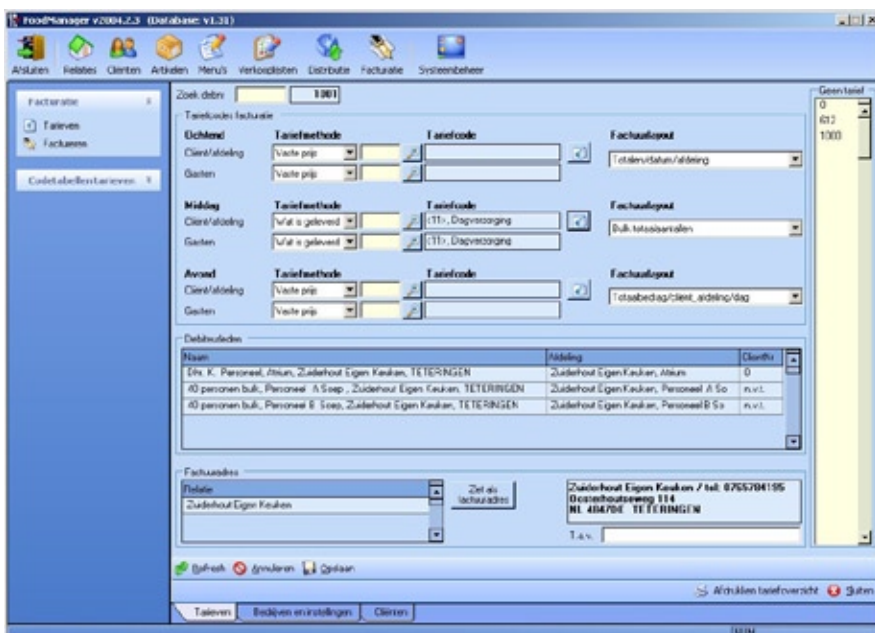 FoodManager v2004.2.3 (Database: v1.31)
Afsluiten Relaties Cliënten Artikelen Menu's Verkooplijsten Distributie Facturatie Systeembeheer
Facturatie
Tarieven
Factureren
Codetabellen tarieven
Zoek debnr. 1001
Geen tarief
0
612
1000
Tariefcodes facturatie
Ochtend Tariefmethode Tariefcode Factuurlayout
Cliënt/afdeling Vaste prijs Totalen/datum/afdeling
Gasten Vaste prijs
Middag Tariefmethode Tariefcode Factuurlayout
Cliënt/afdeling Wat is geleverd <11>, Dagverzorging Bulk totaalaantallen
Gasten Wat is geleverd <11>, Dagverzorging
Avond Tariefmethode Tariefcode Factuurlayout
Cliënt/afdeling Vaste prijs Totaalbedrag/client_afdeling/dag
Gasten Vaste prijs
Debiteurleden
Naam Afdeling ClientNr
Dhr. K. Personeel, Atrium, Zuiderhout Eigen Keuken, TETERINGEN Zuiderhout Eigen Keuken, Atrium 0
40 personen bulk, Personeel A Soep, Zuiderhout Eigen Keuken, TETERINGEN Zuiderhout Eigen Keuken, Personeel A So n.v.t.
40 personen bulk, Personeel B Soep, Zuiderhout Eigen Keuken, TETERINGEN Zuiderhout Eigen Keuken, Personeel B So n.v.t.
Factuuradres
Relatie
Zuiderhout Eigen Keuken
Zet als factuuradres
Zuiderhout Eigen Keuken / tel: 0765784195
Oosterhoutseweg 114
NL 4847DE TETERINGEN
T.a.v.
Refresh Annuleren Opslaan
Afdrukken tariefoverzicht Sluiten
Tarieven Bedrijven en instellingen Cliënten
NUM